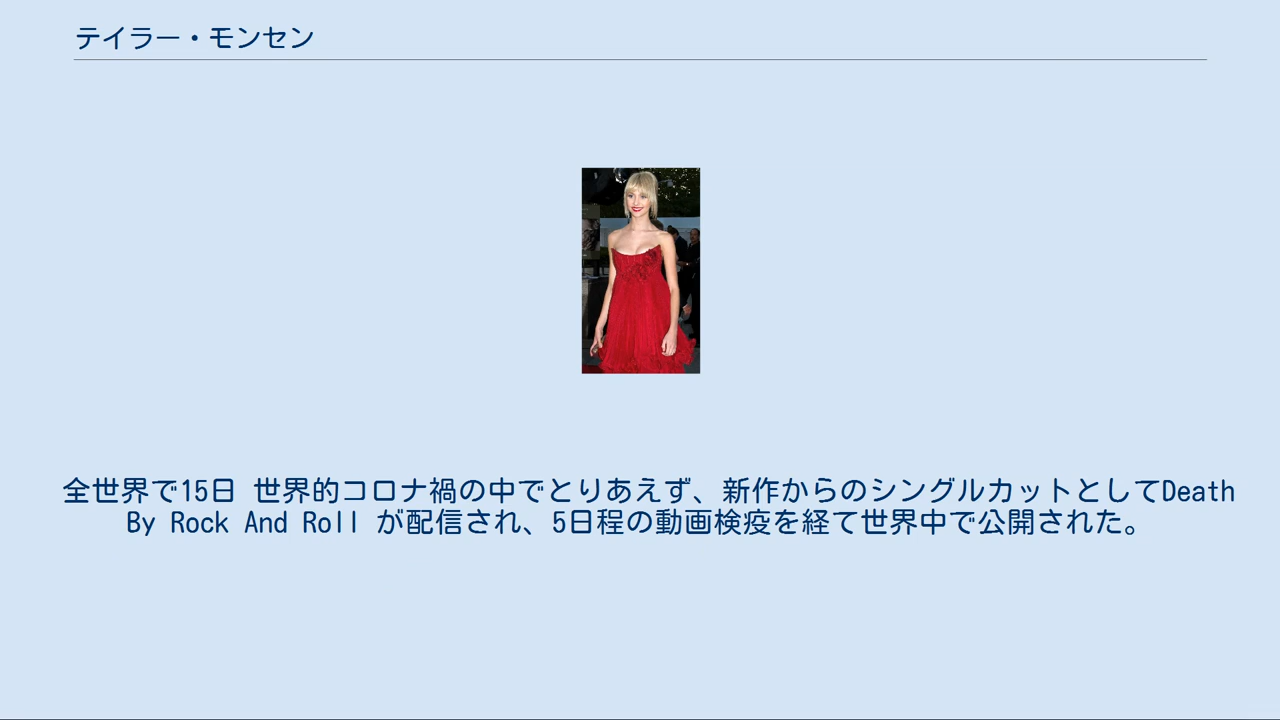 テイラー・モンセン
全世界で15日 世界的コロナ禍の中でとりあえず、新作からのシングルカットとしてDeath
By Rock And Roll が配信され、5日程の動画検疫を経て世界中で公開された。